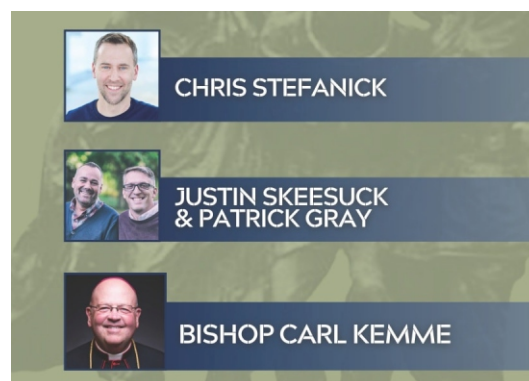 CHRIS STEFANICK
JUSTIN SKEESUCK
& PATRICK GRAY
BISHOP CARL KEMME